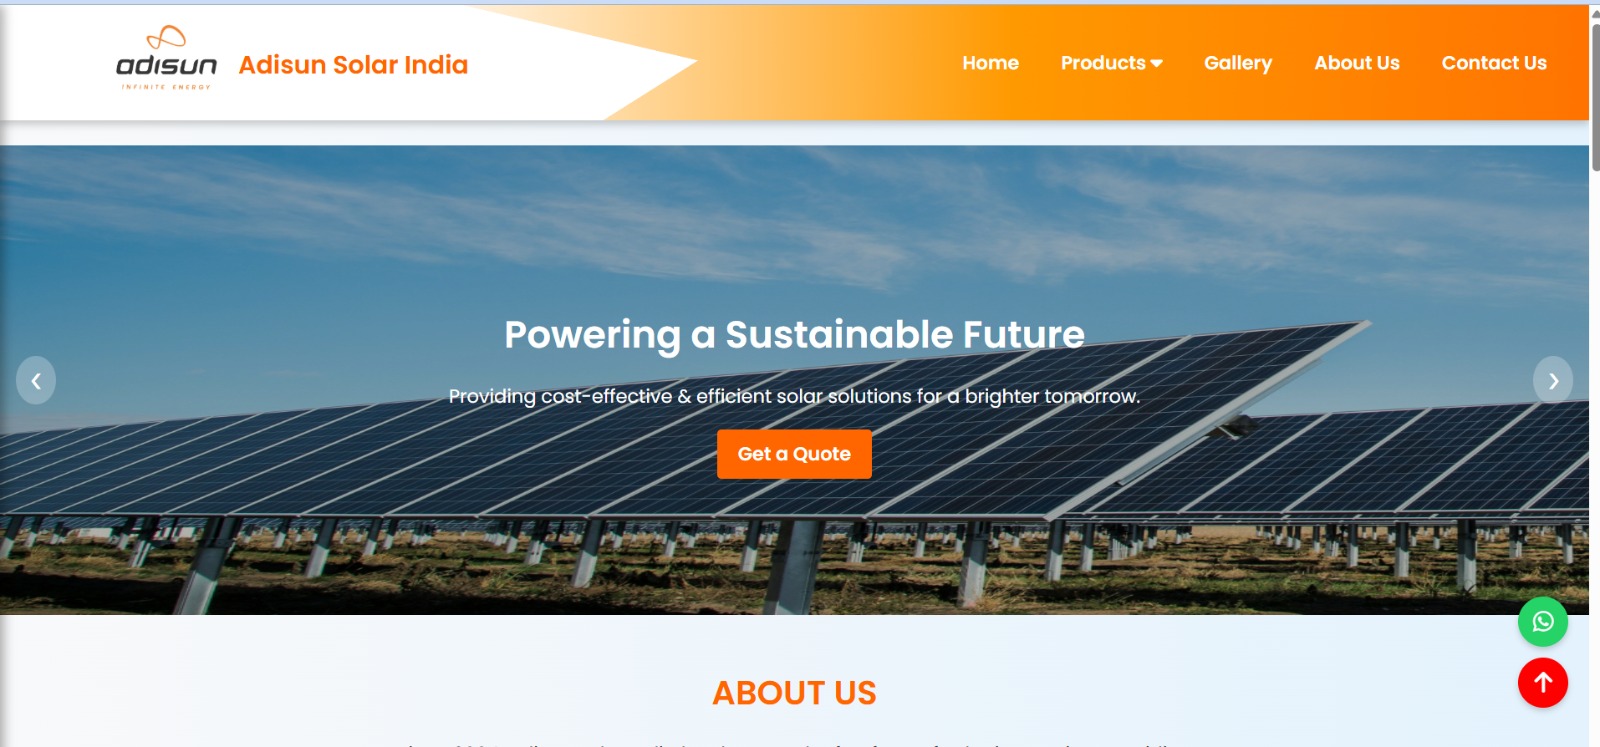 adisun
INFINITE ENERGY
Adisun Solar India
Home
Products
Gallery
About Us
Contact Us
Powering a Sustainable Future
Providing cost-effective & efficient solar solutions for a brighter tomorrow.
Get a Quote
ABOUT US